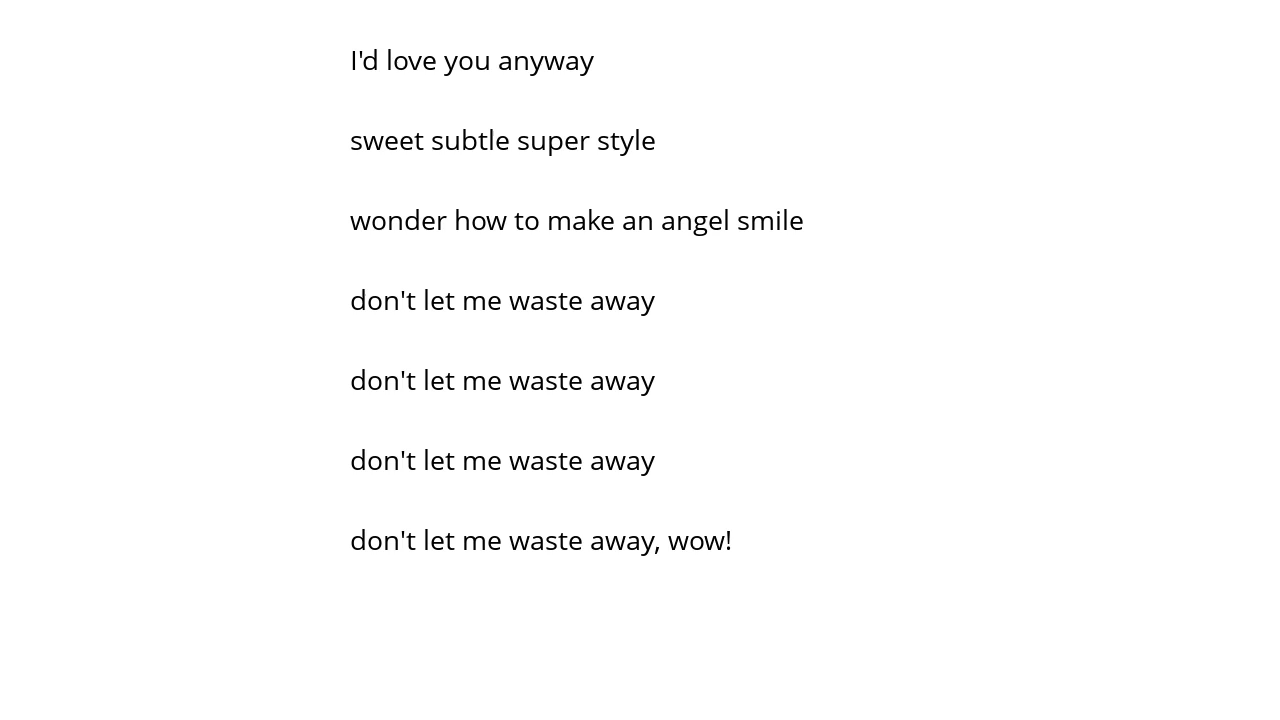 I'd love you anyway
sweet subtle super style
wonder how to make an angel smile
don't let me waste away
don't let me waste away
don't let me waste away
don't let me waste away, wow!